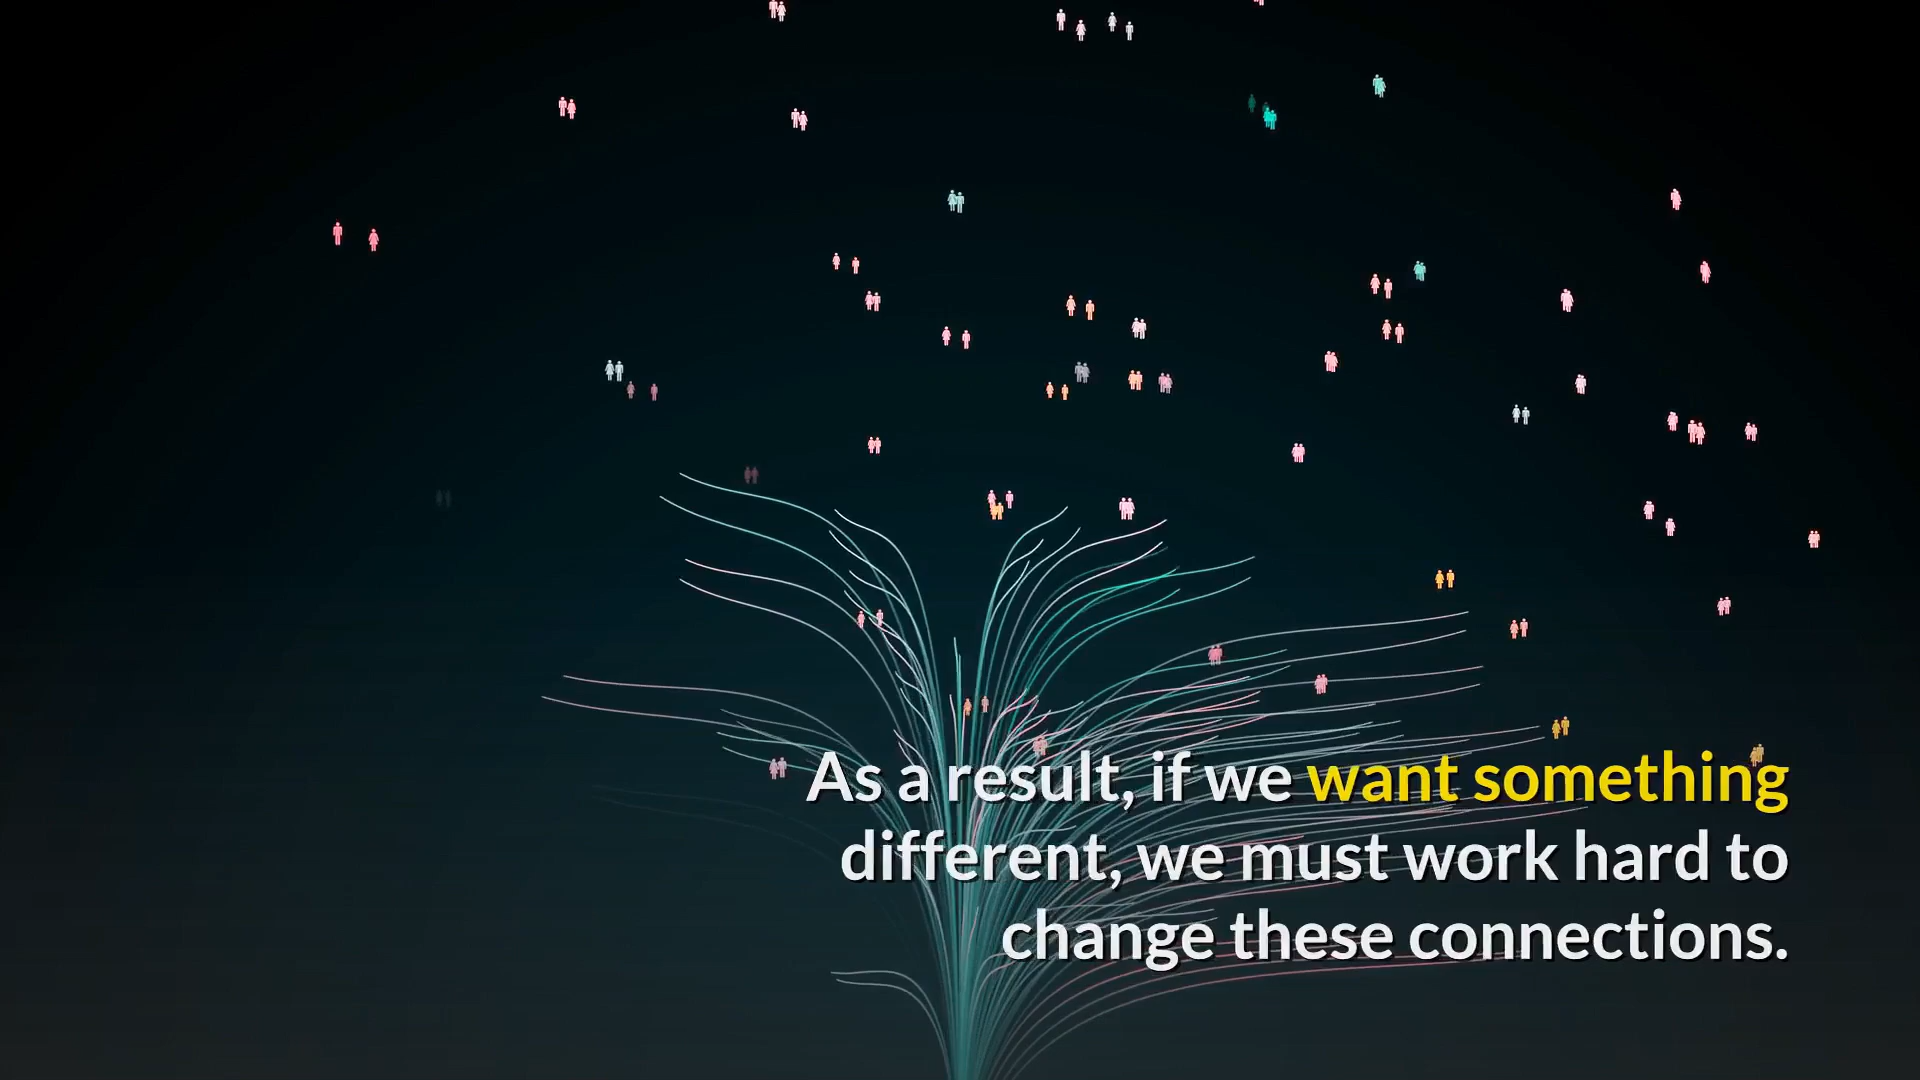 As a result, if we want something
different, we must work hard to
change these connections.